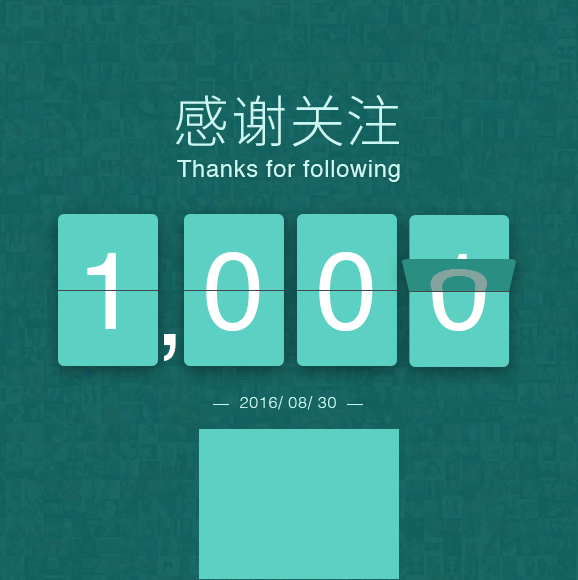 感谢关注
Thanks for following
1,000
— 2016/ 08/ 30 —